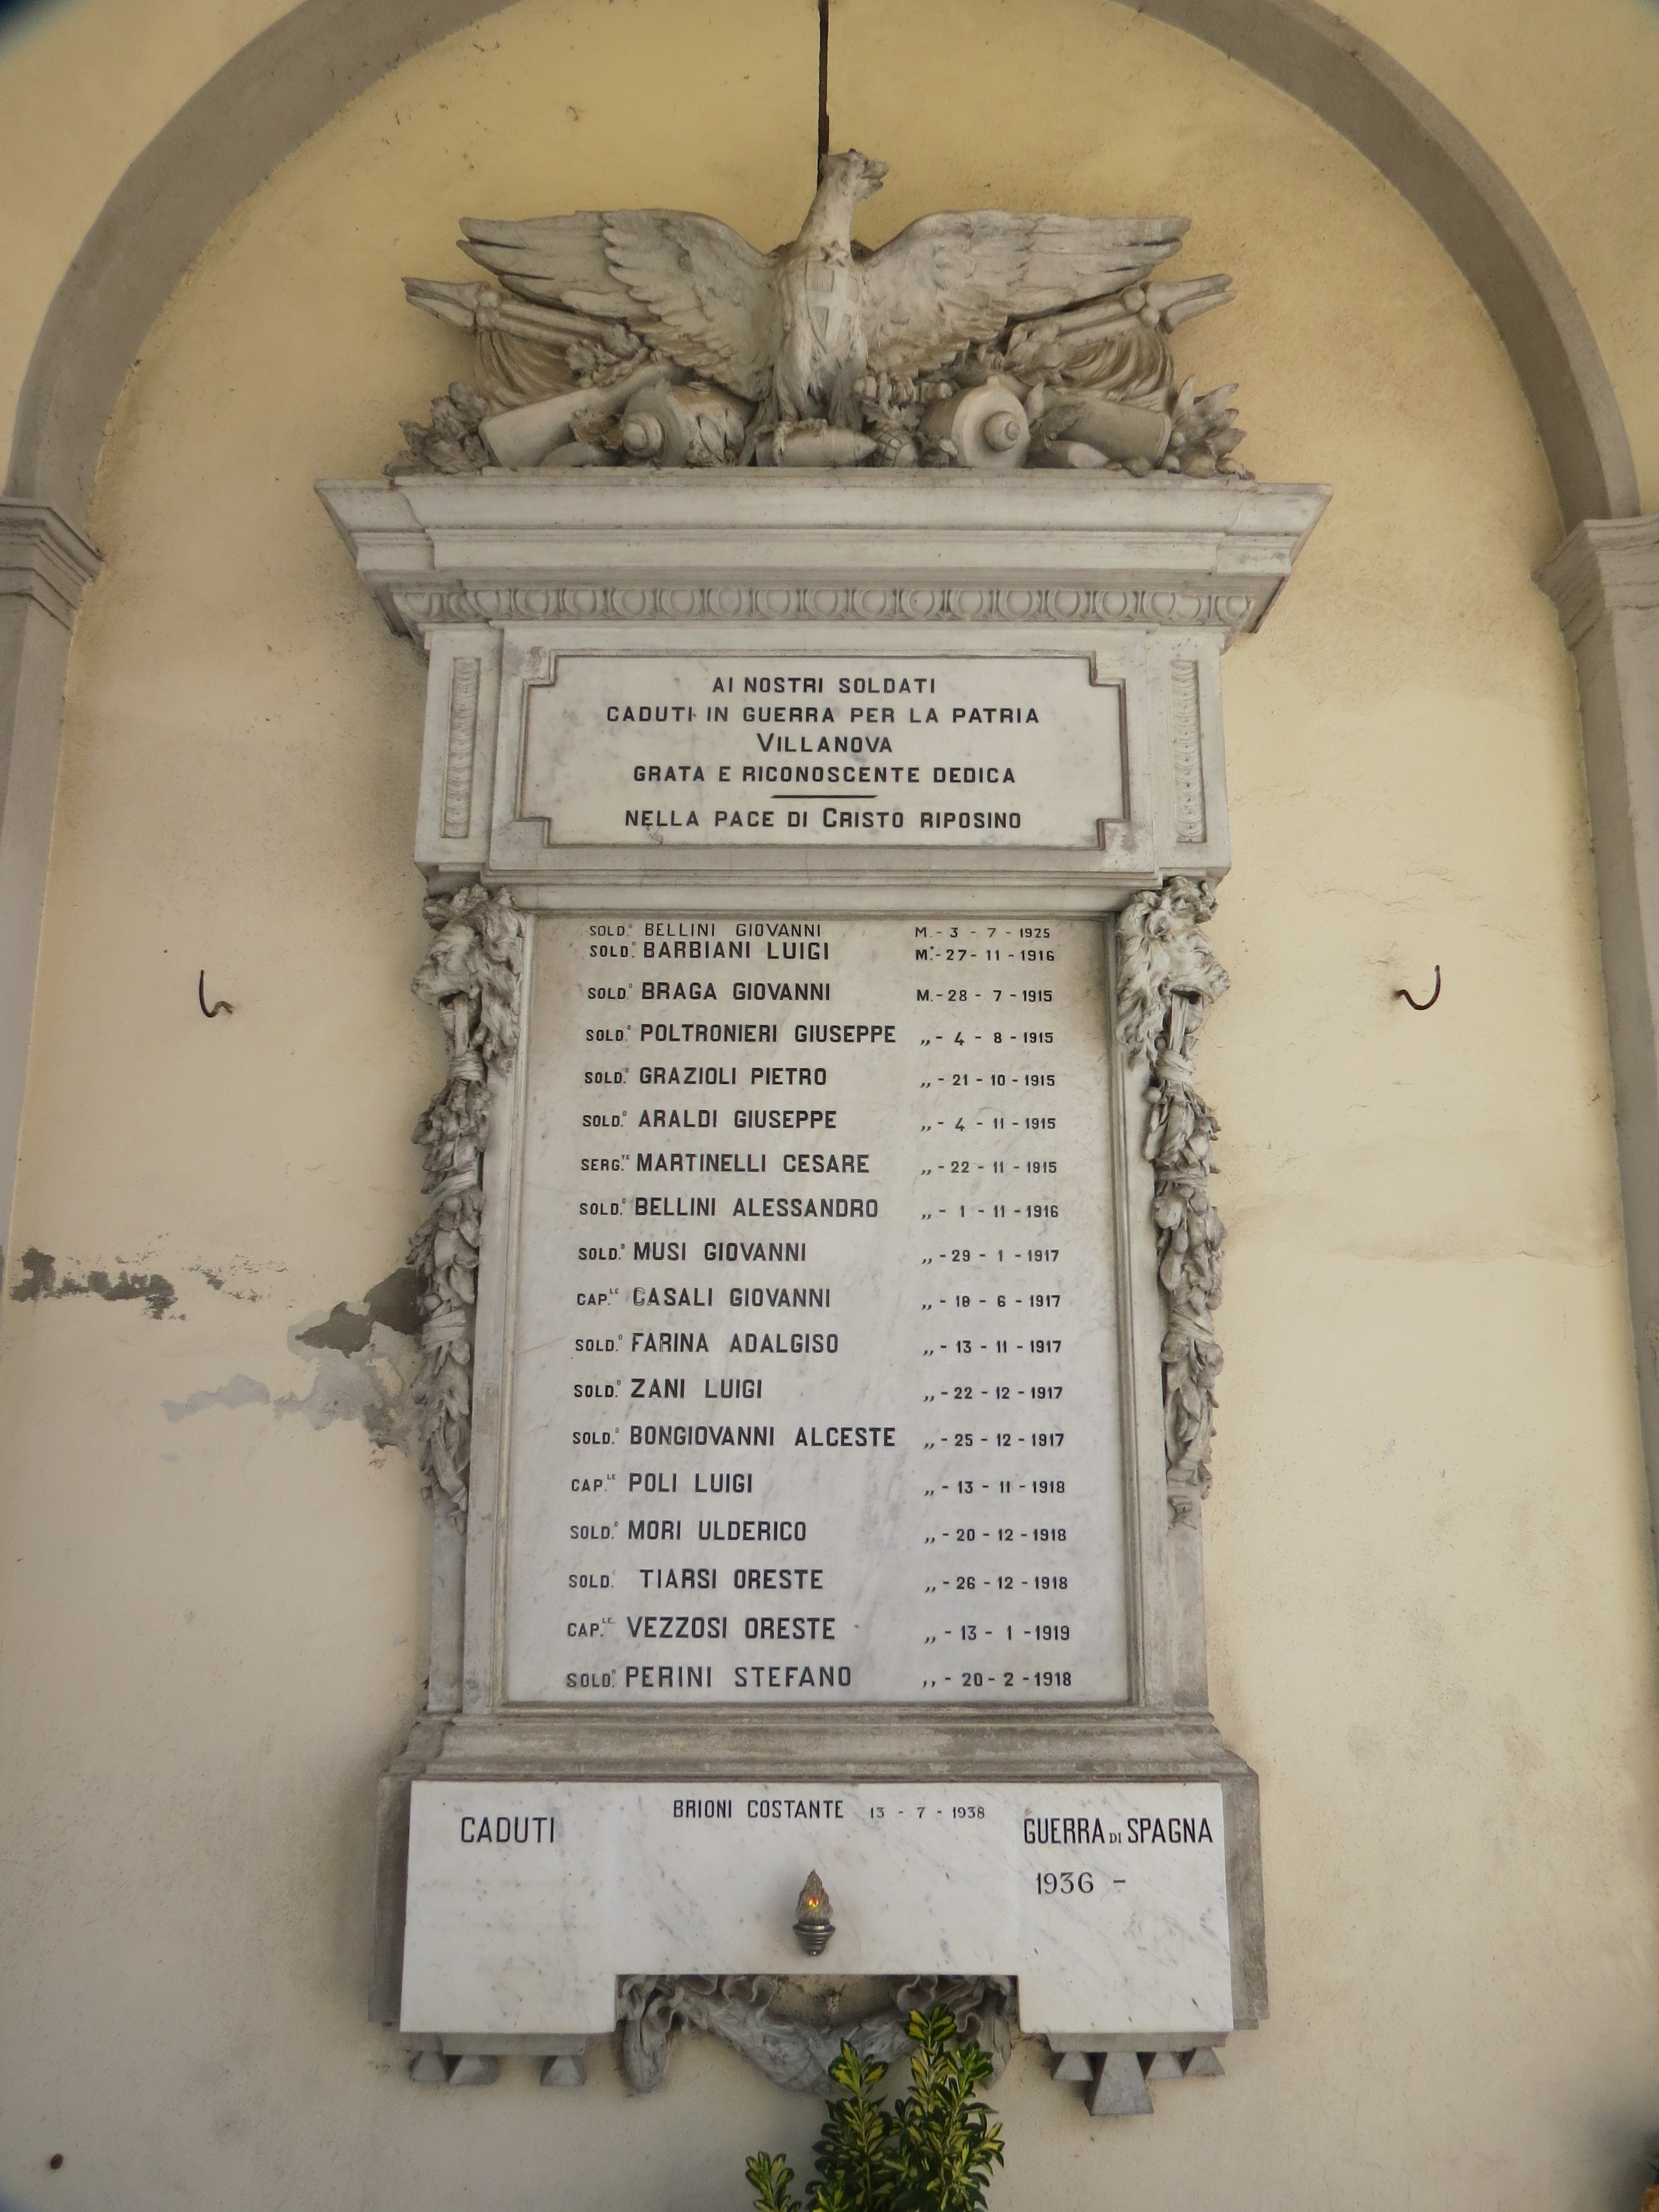 AI NOSTRI SOLDATI
CADUTI IN GUERRA PER LA PATRIA
VILLANOVA
GRATA E RICONOSCENTE DEDICA
NELLA PACE DI CRISTO RIPOSINO
SOLD.º BELLINI GIOVANNI M.- 3 - 7 - 1925
SOLD.º BARBIANI LUIGI M.- 27 - 11 - 1916
SOLD.º BRAGA GIOVANNI M.- 28 - 7 - 1915
SOLD.º POLTRONIERI GIUSEPPE ,,- 4 - 8 - 1915
SOLD.º GRAZIOLI PIETRO ,,- 21 - 10 - 1915
SOLD.º ARALDI GIUSEPPE ,,- 4 - 11 - 1915
SERG.TE MARTINELLI CESARE ,,- 22 - 11 - 1915
SOLD.º BELLINI ALESSANDRO ,,- 1 - 11 - 1916
SOLD.º MUSI GIOVANNI ,,- 29 - 1 - 1917
CAP.LE CASALI GIOVANNI ,,- 18 - 6 - 1917
SOLD.º FARINA ADALGISO ,,- 13 - 11 - 1917
SOLD.º ZANI LUIGI ,,- 22 - 12 - 1917
SOLD.º BONGIOVANNI ALCESTE ,,- 25 - 12 - 1917
CAP.LE POLI LUIGI ,,- 13 - 11 - 1918
SOLD.º MORI ULDERICO ,,- 20 - 12 - 1918
SOLD. TIARSI ORESTE ,,- 26 - 12 - 1918
CAP.LE VEZZOSI ORESTE ,,- 13 - 1 - 1919
SOLD.º PERINI STEFANO ,,- 20 - 2 - 1918
BRIONI COSTANTE 13 - 7 - 1938
CADUTI GUERRA DI SPAGNA
1936 -